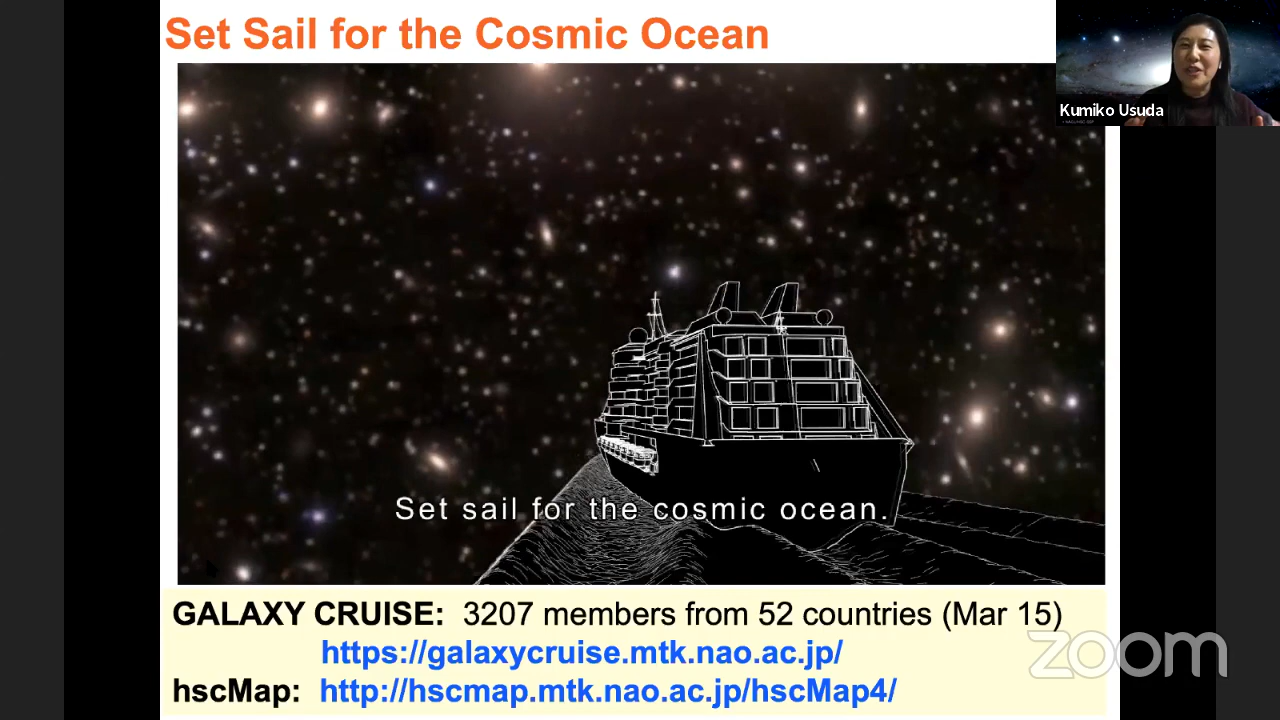 Set Sail for the Cosmic Ocean
Kumiko Usuda
Set sail for the cosmic ocean.
GALAXY CRUISE: 3207 members from 52 countries (Mar 15)
https://galaxycruise.mtk.nao.ac.jp/
hscMap: http://hscmap.mtk.nao.ac.jp/hscMap4/
zoom